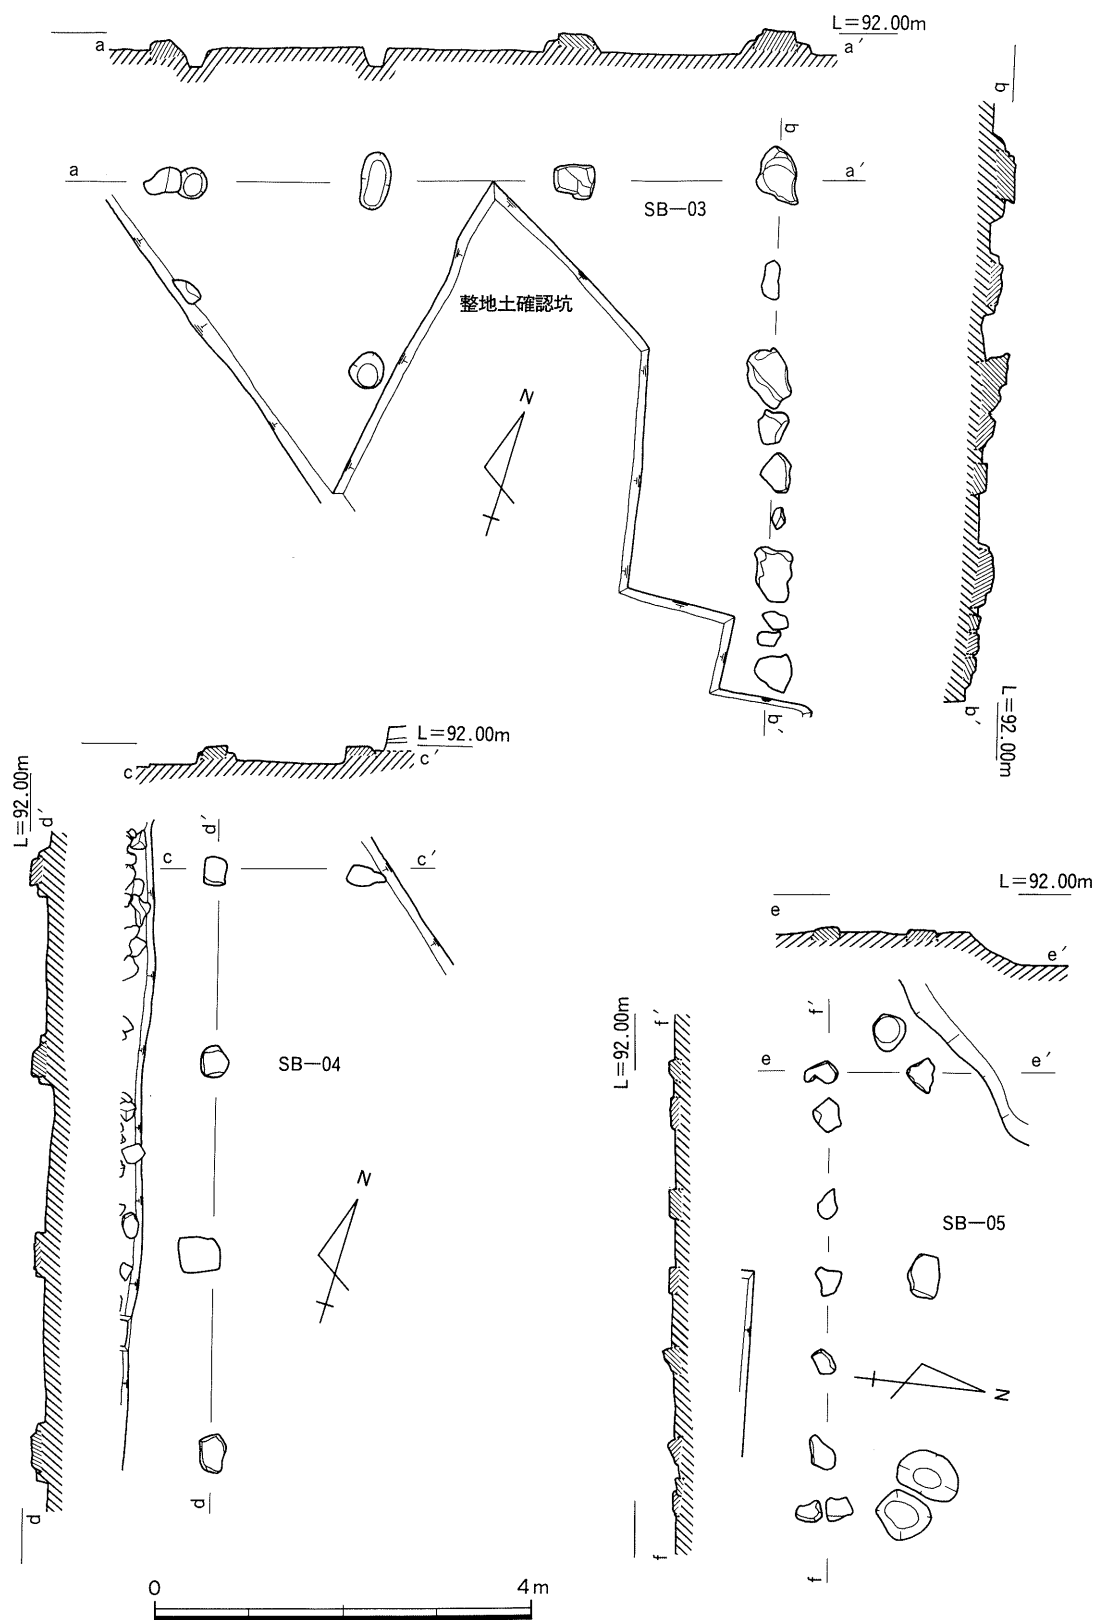 L=92.00m
a
a′
b
a
a′
b
SB—03
整地土確認坑
N
b′
b′
L=92.00m
L=92.00m
c
c′
L=92.00m
d′
d′
c
c′
SB—04
N
d
d
L=92.00m
e
e′
L=92.00m
f′
f′
e
e′
SB—05
N
f
f
0
4m